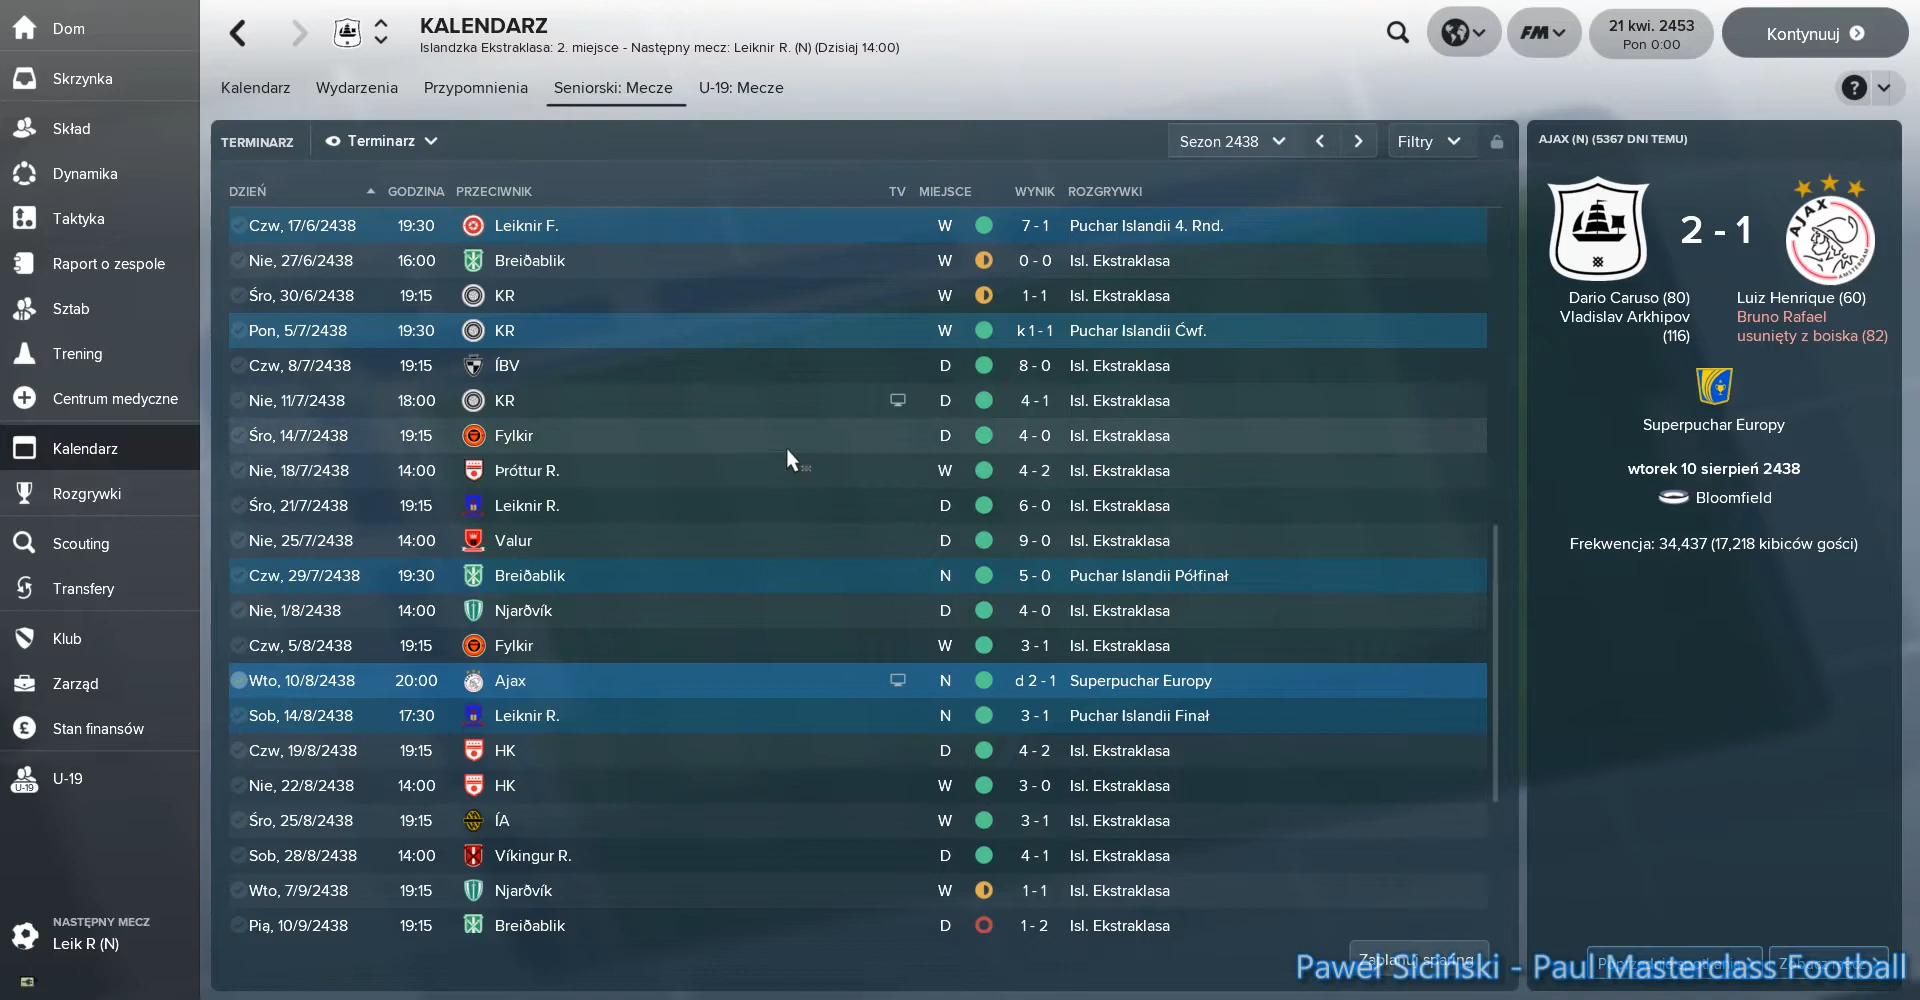 Dom
Skrzynka
Skład
Dynamika
Taktyka
Raport o zespole
Sztab
Trening
Centrum medyczne
Kalendarz
Rozgrywki
Scouting
Transfery
Klub
Zarząd
Stan finansów
U-19
U-19
NASTĘPNY MECZ
Leik R (N)
KALENDARZ
Islandzka Ekstraklasa: 2. miejsce - Następny mecz: Leiknir R. (N) (Dzisiaj 14:00)
FM
21 kwi. 2453
Pon 0:00
Kontynuuj
Kalendarz Wydarzenia Przypomnienia Seniorski: Mecze U-19: Mecze
?
TERMINARZ Terminarz Sezon 2438 Filtry
DZIEŃ GODZINA PRZECIWNIK TV MIEJSCE WYNIK ROZGRYWKI
Czw, 17/6/2438 19:30 Leiknir F. W 7 - 1 Puchar Islandii 4. Rnd.
Nie, 27/6/2438 16:00 Breiðablik W 0 - 0 Isl. Ekstraklasa
Śro, 30/6/2438 19:15 KR W 1 - 1 Isl. Ekstraklasa
Pon, 5/7/2438 19:30 KR W k 1 - 1 Puchar Islandii Ćwf.
Czw, 8/7/2438 19:15 ÍBV D 8 - 0 Isl. Ekstraklasa
Nie, 11/7/2438 18:00 KR D 4 - 1 Isl. Ekstraklasa
Śro, 14/7/2438 19:15 Fylkir D 4 - 0 Isl. Ekstraklasa
Nie, 18/7/2438 14:00 Þróttur R. W 4 - 2 Isl. Ekstraklasa
Śro, 21/7/2438 19:15 Leiknir R. D 6 - 0 Isl. Ekstraklasa
Nie, 25/7/2438 14:00 Valur D 9 - 0 Isl. Ekstraklasa
Czw, 29/7/2438 19:30 Breiðablik N 5 - 0 Puchar Islandii Półfinał
Nie, 1/8/2438 14:00 Njarðvík D 4 - 0 Isl. Ekstraklasa
Czw, 5/8/2438 19:15 Fylkir W 3 - 1 Isl. Ekstraklasa
Wto, 10/8/2438 20:00 Ajax N d 2 - 1 Superpuchar Europy
Sob, 14/8/2438 17:30 Leiknir R. N 3 - 1 Puchar Islandii Finał
Czw, 19/8/2438 19:15 HK D 4 - 2 Isl. Ekstraklasa
Nie, 22/8/2438 14:00 HK W 3 - 0 Isl. Ekstraklasa
Śro, 25/8/2438 19:15 ÍA W 3 - 1 Isl. Ekstraklasa
Sob, 28/8/2438 14:00 Víkingur R. D 4 - 1 Isl. Ekstraklasa
Wto, 7/9/2438 19:15 Njarðvík W 1 - 1 Isl. Ekstraklasa
Pią, 10/9/2438 19:15 Breiðablik D 1 - 2 Isl. Ekstraklasa
Zaplanuj sparing
AJAX (N) (5367 DNI TEMU)
2 - 1
AJAX
AMSTERDAM
Dario Caruso (80)
Vladislav Arkhipov
(116)
Luiz Henrique (60)
Bruno Rafael
usunięty z boiska (82)
Superpuchar Europy
wtorek 10 sierpień 2438
Bloomfield
Frekwencja: 34,437 (17,218 kibiców gości)
Paweł Siciński - Paul Masterclass Football